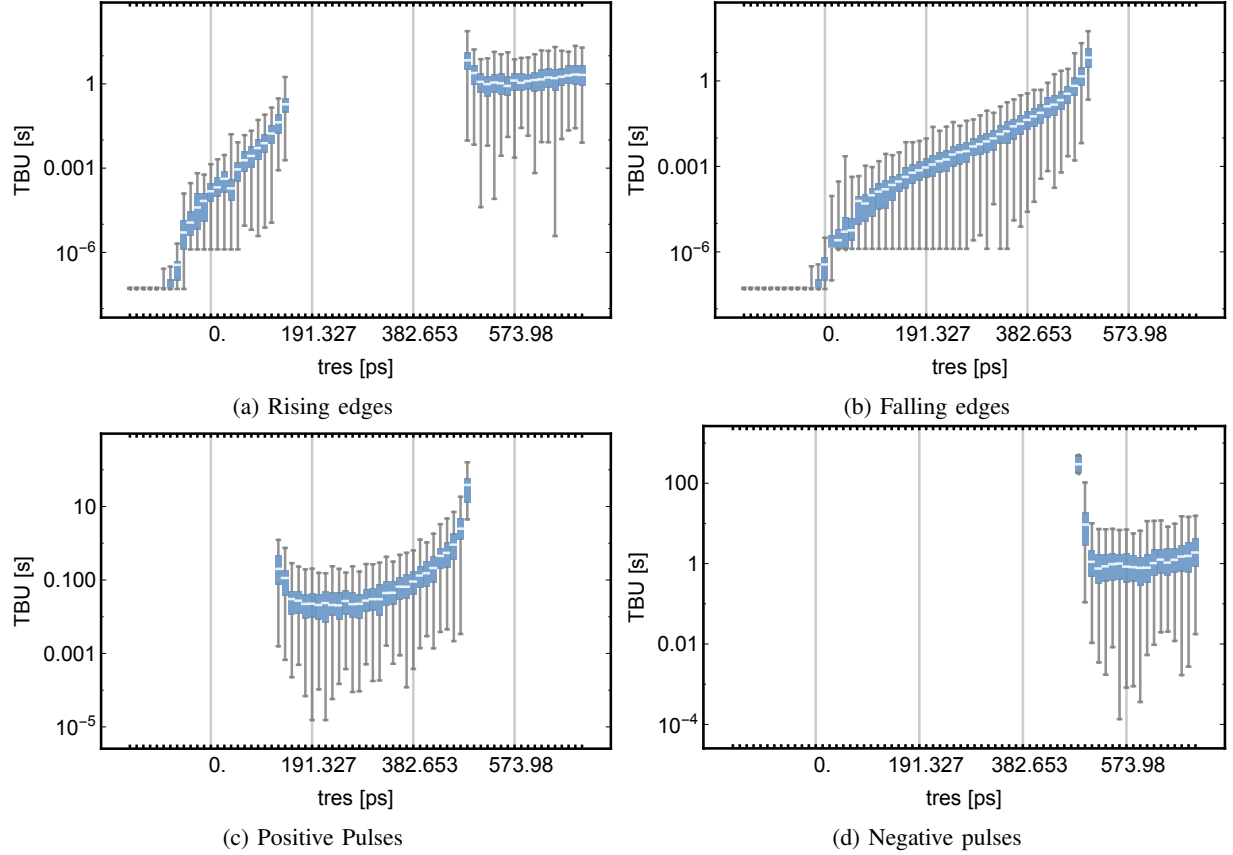 TBU [s]
1
0.001
10-6
0. 191.327 382.653 573.98
tres [ps]
(a) Rising edges
TBU [s]
1
0.001
10-6
0. 191.327 382.653 573.98
tres [ps]
(b) Falling edges
TBU [s]
10
0.100
0.001
10-5
0. 191.327 382.653 573.98
tres [ps]
(c) Positive Pulses
TBU [s]
100
1
0.01
10-4
0. 191.327 382.653 573.98
tres [ps]
(d) Negative pulses